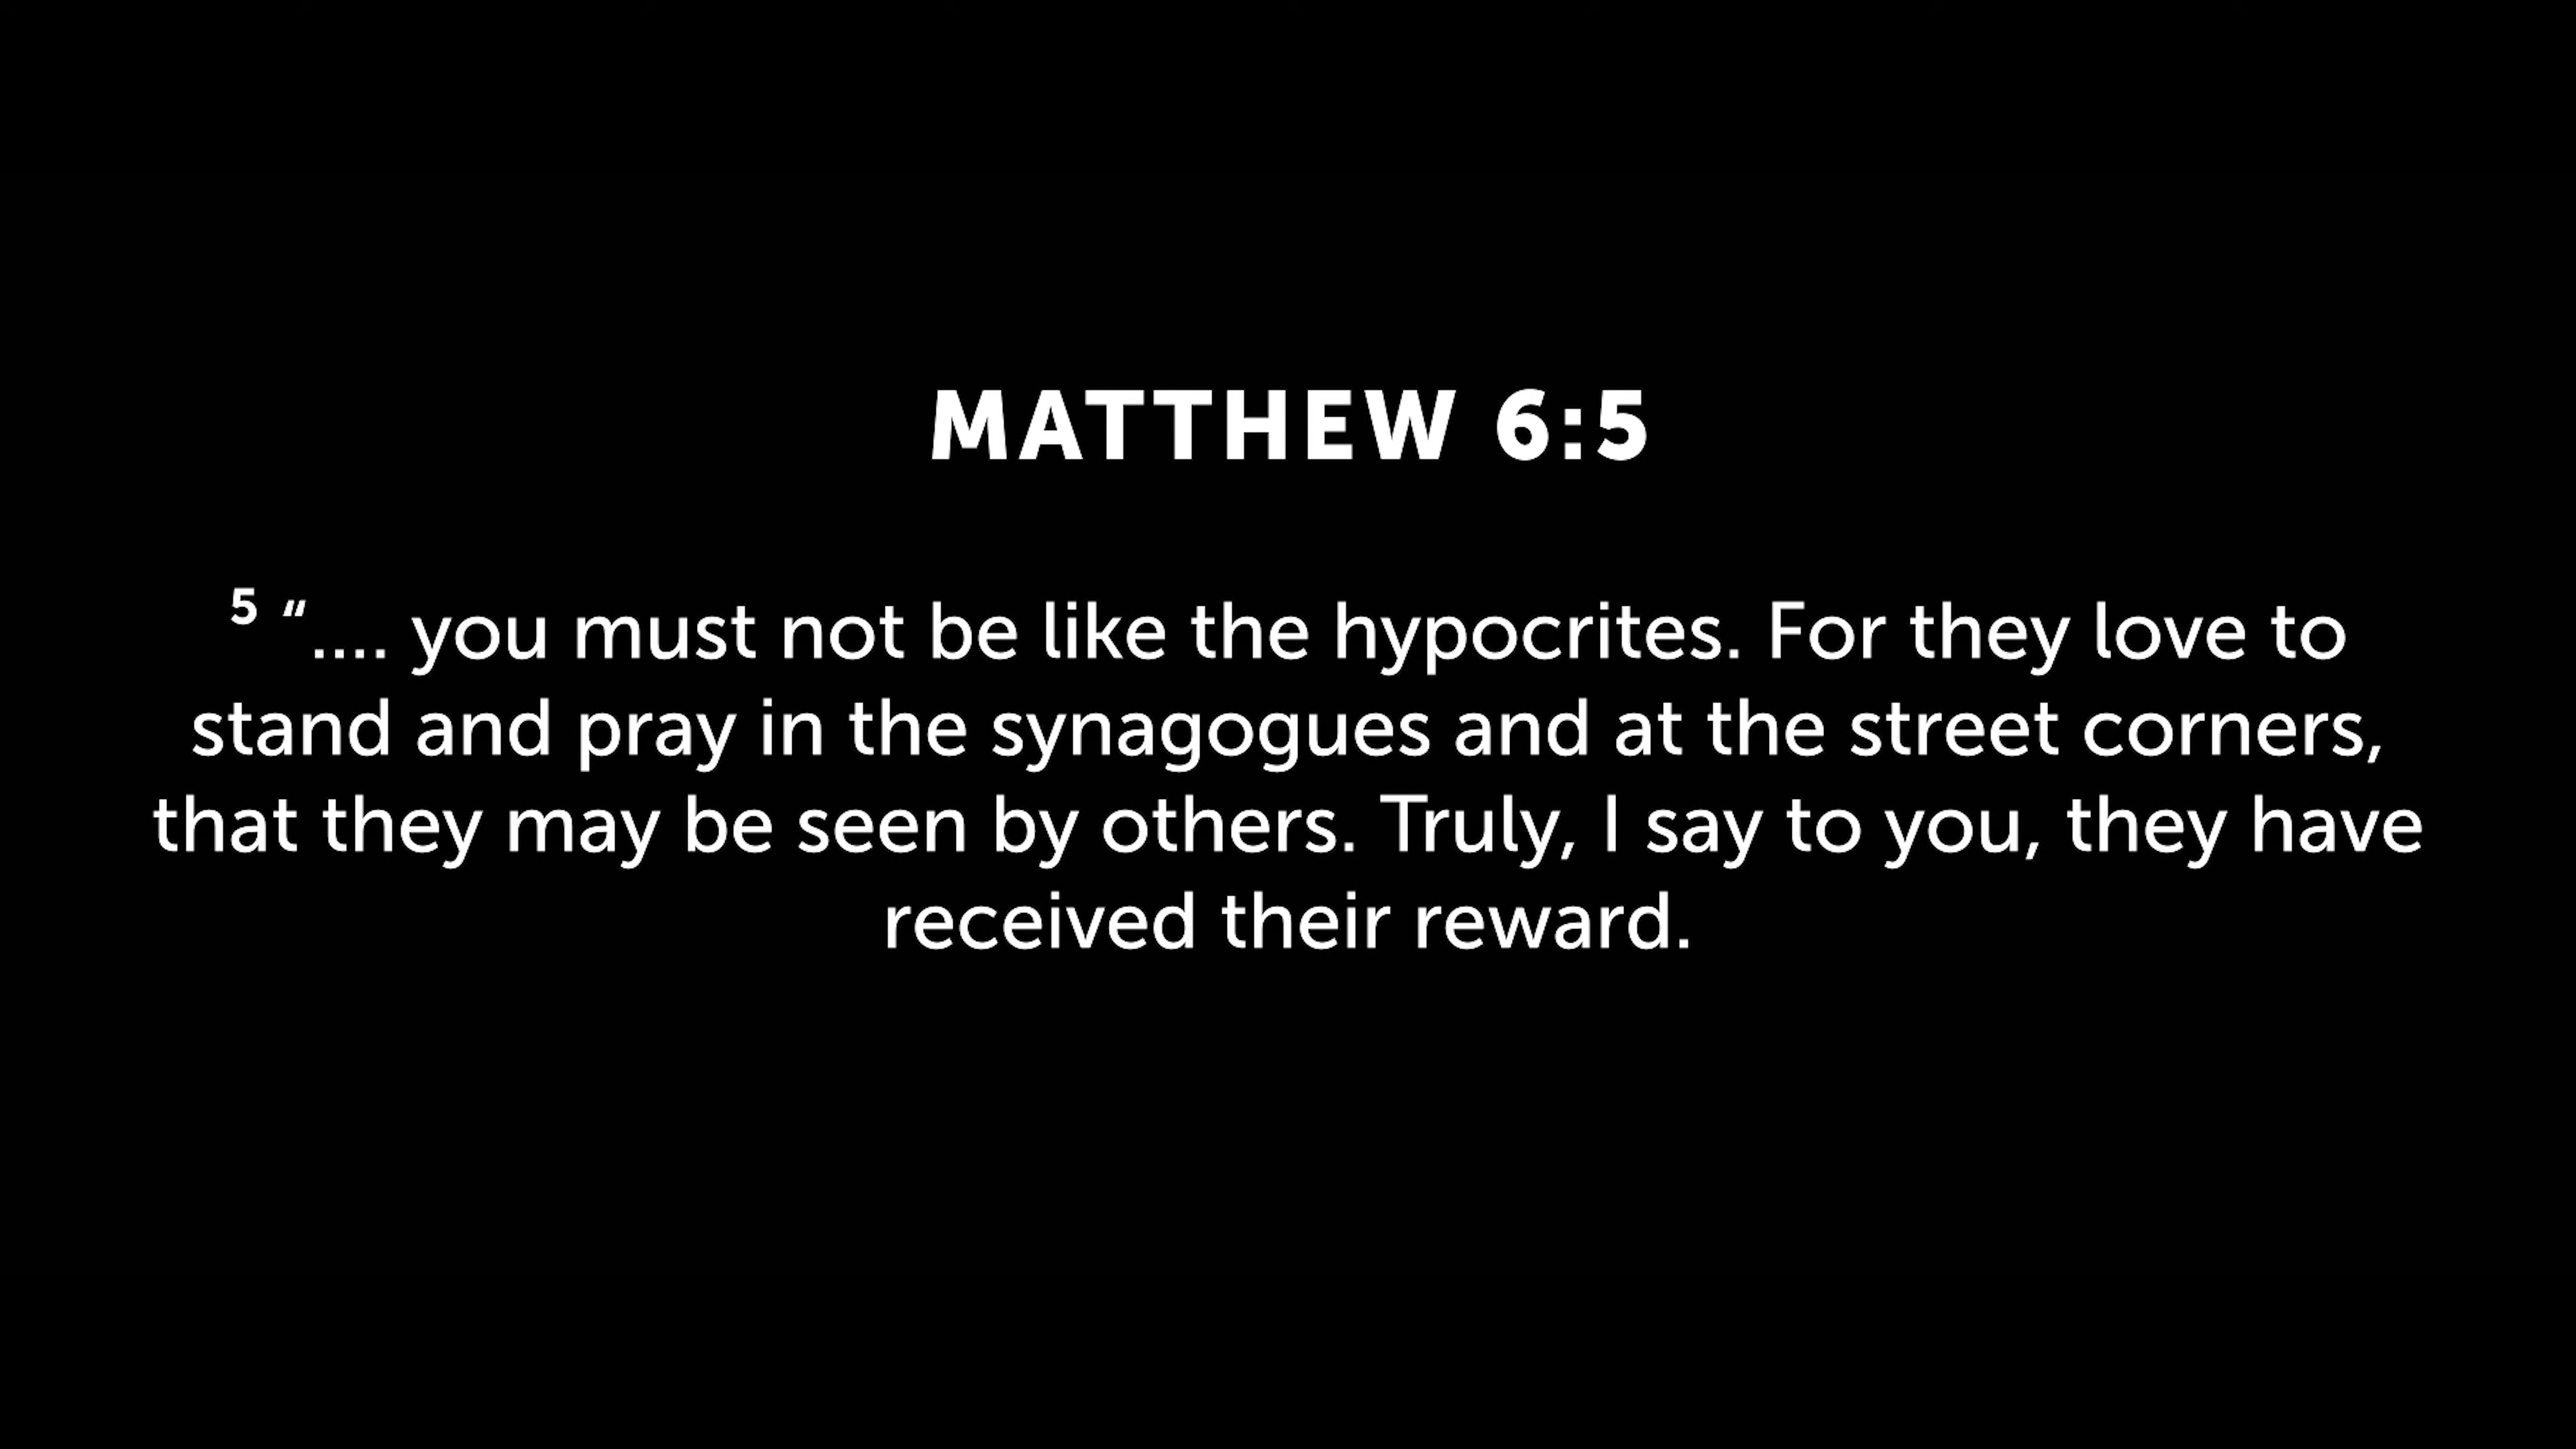 MATTHEW 6:5
5 “.... you must not be like the hypocrites. For they love to
stand and pray in the synagogues and at the street corners,
that they may be seen by others. Truly, I say to you, they have
received their reward.